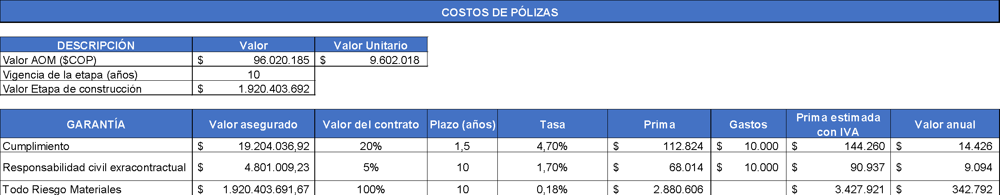 COSTOS DE PÓLIZAS
DESCRIPCIÓN Valor Valor Unitario
Valor AOM ($COP) $ 96.020.185 $ 9.602.018
Vigencia de la etapa (años) 10
Valor Etapa de construcción $ 1.920.403.692
GARANTÍA Valor asegurado Valor del contrato Plazo (años) Tasa Prima Gastos Prima estimada con IVA Valor anual
Cumplimiento $ 19.204.036,92 20% 1,5 4,70% $ 112.824 $ 10.000 $ 144.260 $ 14.426
Responsabilidad civil exracontractual $ 4.801.009,23 5% 10 1,70% $ 68.014 $ 10.000 $ 90.937 $ 9.094
Todo Riesgo Materiales $ 1.920.403.691,67 100% 10 0,18% $ 2.880.606 $ 3.427.921 $ 342.792